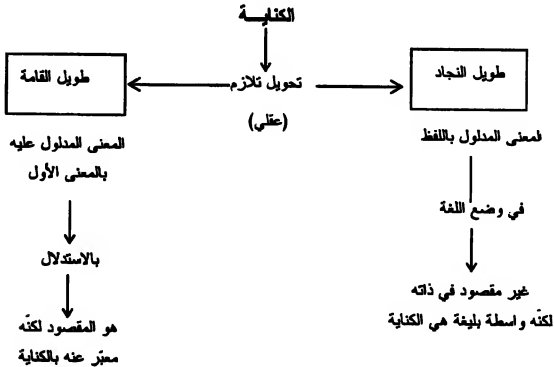 الكنايـــة
طويل النجاد
تحويل تلازم
(عقلي)
طويل القامة
لمعنى المدلول باللفظ
في وضع اللغة
غير مقصود في ذاته
لكنّه واسطة بليغة هي الكناية
المعنى المدلول عليه
بالمعنى الأول
بالاستدلال
هو المقصود لكنّه
معبّر عنه بالكناية